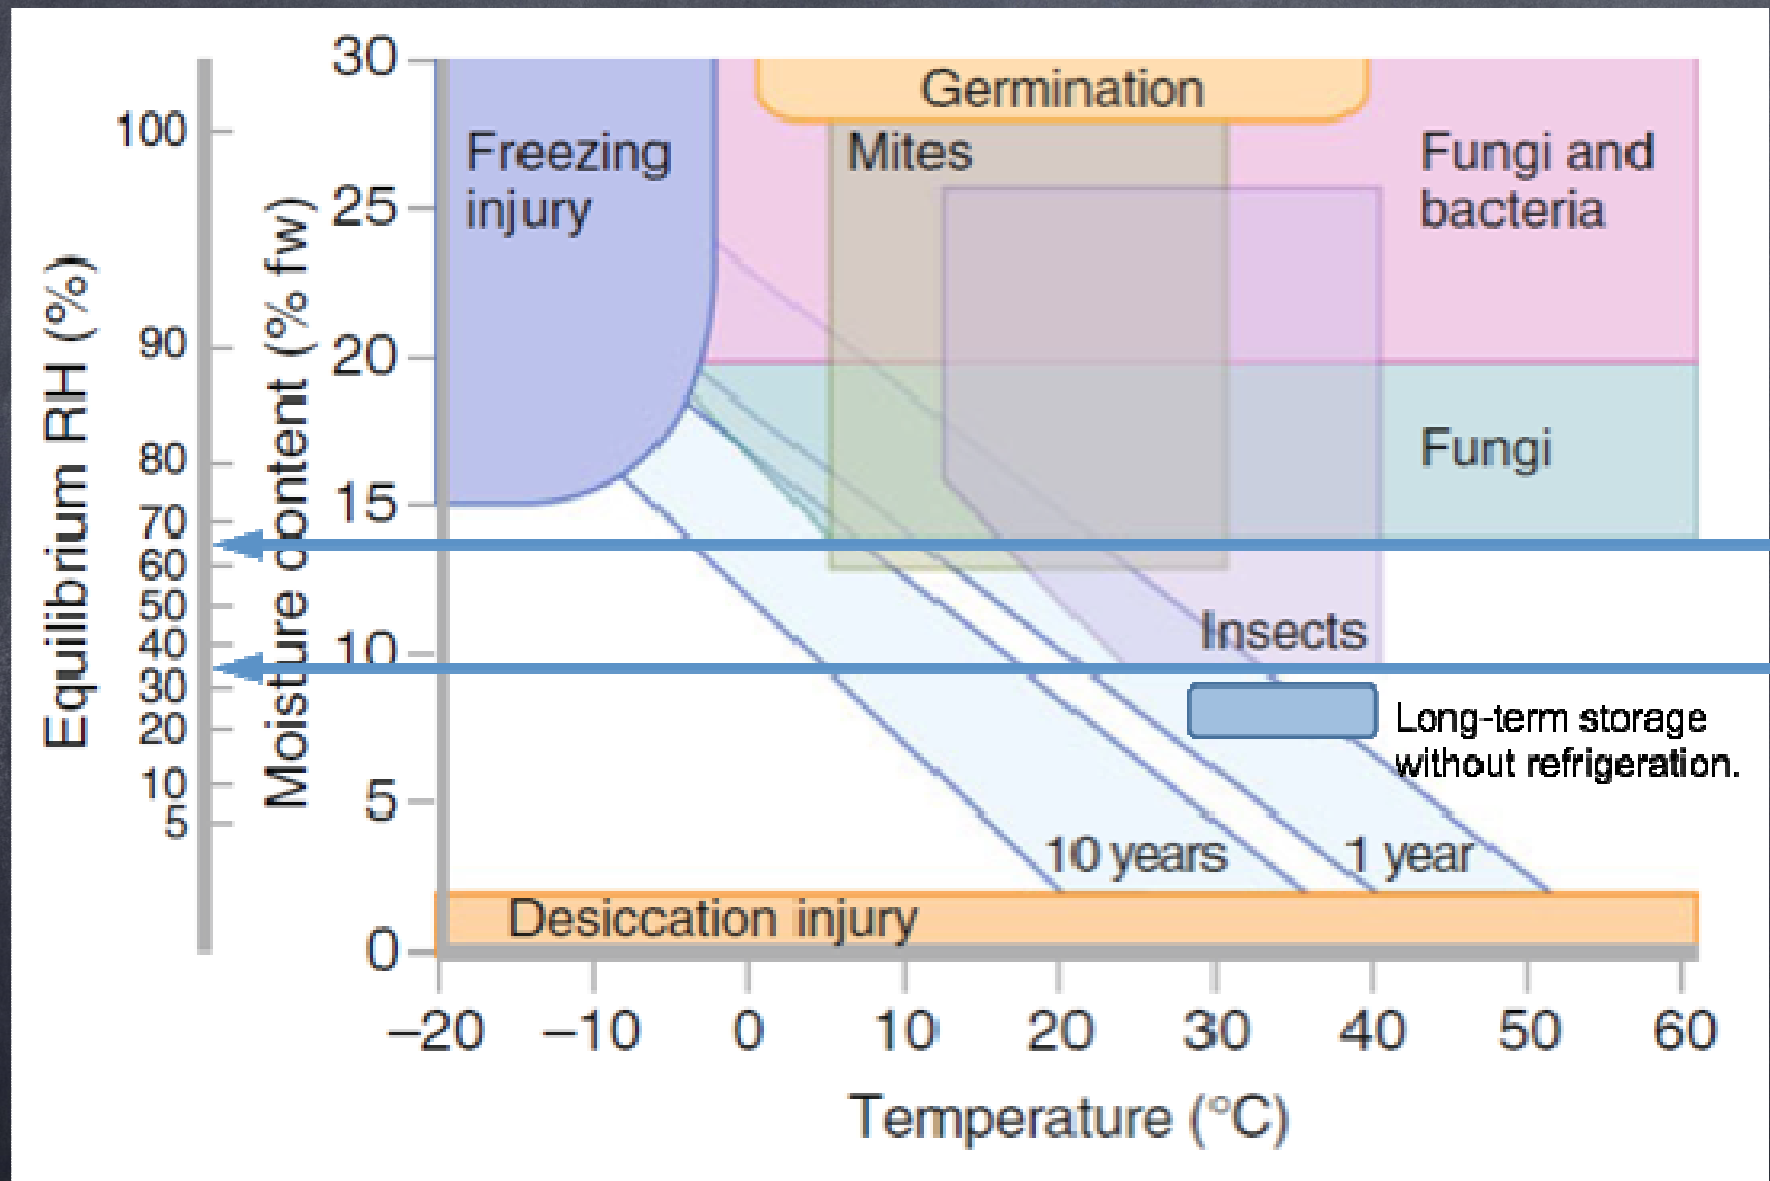 30
Germination
100
Freezing
injury
Mites
Fungi and
bacteria
25
Equilibrium RH (%)
Moisture content (% fw)
90
20
80
Fungi
15
70
60
50
40
10
Insects
30
20
Long-term storage
without refrigeration.
10
5
5
10 years
1 year
Desiccation injury
0
–20 –10 0 10 20 30 40 50 60
Temperature (°C)